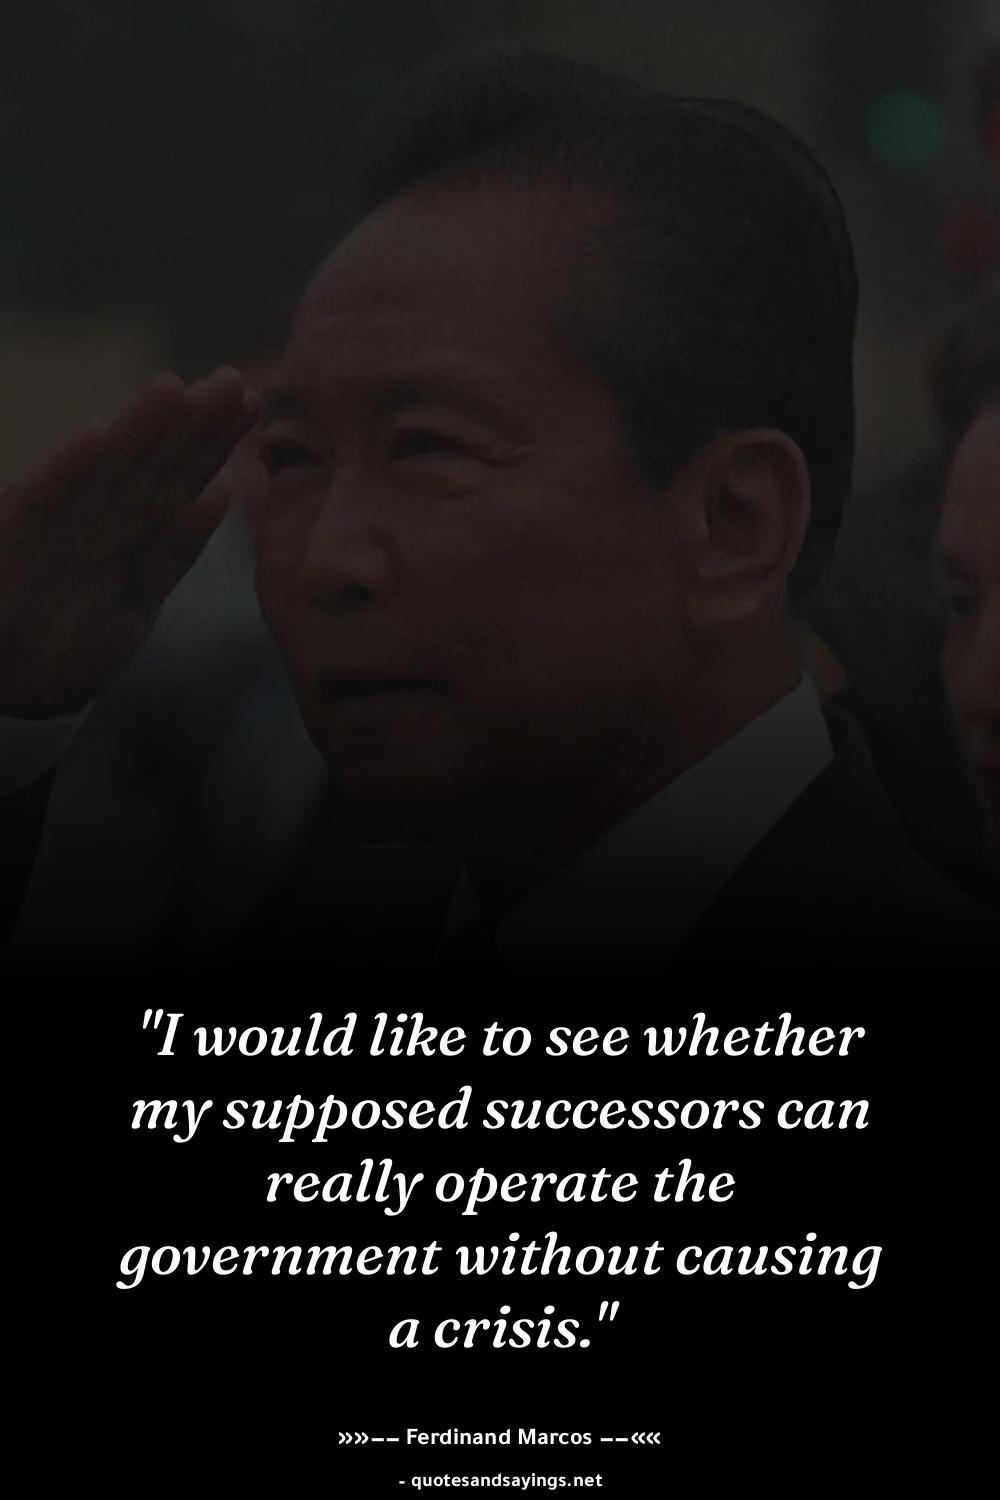 "I would like to see whether
my supposed successors can
really operate the
government without causing
a crisis."
»»−− Ferdinand Marcos −−««
- quotesandsayings.net